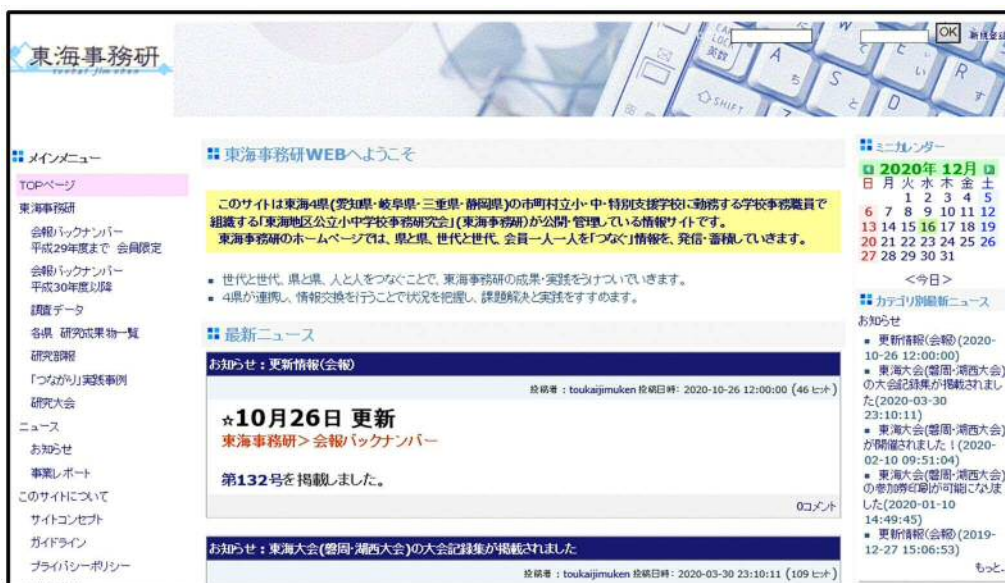 東海事務研
toukai jimuken
OK
新規登録
メインメニュー
TOPページ
東海事務研
会報バックナンバー
平成29年度まで 会員限定
会報バックナンバー
平成30年度以降
調査データ
各県 研究成果物一覧
研究部報
「つながり」実践事例
研究大会
ニュース
お知らせ
事業レポート
このサイトについて
サイトコンセプト
ガイドライン
プライバシーポリシー
東海事務研WEBへようこそ
このサイトは東海4県(愛知県・岐阜県・三重県・静岡県)の市町村立小・中・特別支援学校に勤務する学校事務職員で
組織する「東海地区公立小中学校事務研究会」(東海事務研)が公開・管理している情報サイトです。
東海事務研のホームページでは、県と県、世代と世代、会員一人一人を「つなぐ」情報を、発信・蓄積していきます。
世代と世代、県と県、人と人をつなぐことで、東海事務研の成果・実践をうけついでいきます。
4県が連携し、情報交換を行うことで状況を把握し、課題解決と実践をすすめます。
最新ニュース
お知らせ : 更新情報(会報)
投稿者 : toukaijimuken 投稿日時: 2020-10-26 12:00:00 (46 ヒット)
☆10月26日 更新
東海事務研>会報バックナンバー
第132号を掲載しました。
0コメント
お知らせ : 東海大会(磐周・湖西大会)の大会記録集が掲載されました
投稿者 : toukaijimuken 投稿日時: 2020-03-30 23:10:11 (109 ヒット)
ミニカレンダー
2020年 12月
日 月 火 水 木 金 土
1 2 3 4 5
6 7 8 9 10 11 12
13 14 15 16 17 18 19
20 21 22 23 24 25 26
27 28 29 30 31
<今日>
カテゴリ別最新ニュース
お知らせ
更新情報(会報)(2020-
10-26 12:00:00)
東海大会(磐周・湖西大会)
の大会記録集が掲載されまし
た(2020-03-30
23:10:11)
東海大会(磐周・湖西大会)
が開催されました!(2020-
02-10 09:51:04)
東海大会(磐周・湖西大会)
の参加券印刷が可能になりま
した(2020-01-10
14:49:45)
更新情報(会報)(2019-
12-27 15:06:53)
もっと..